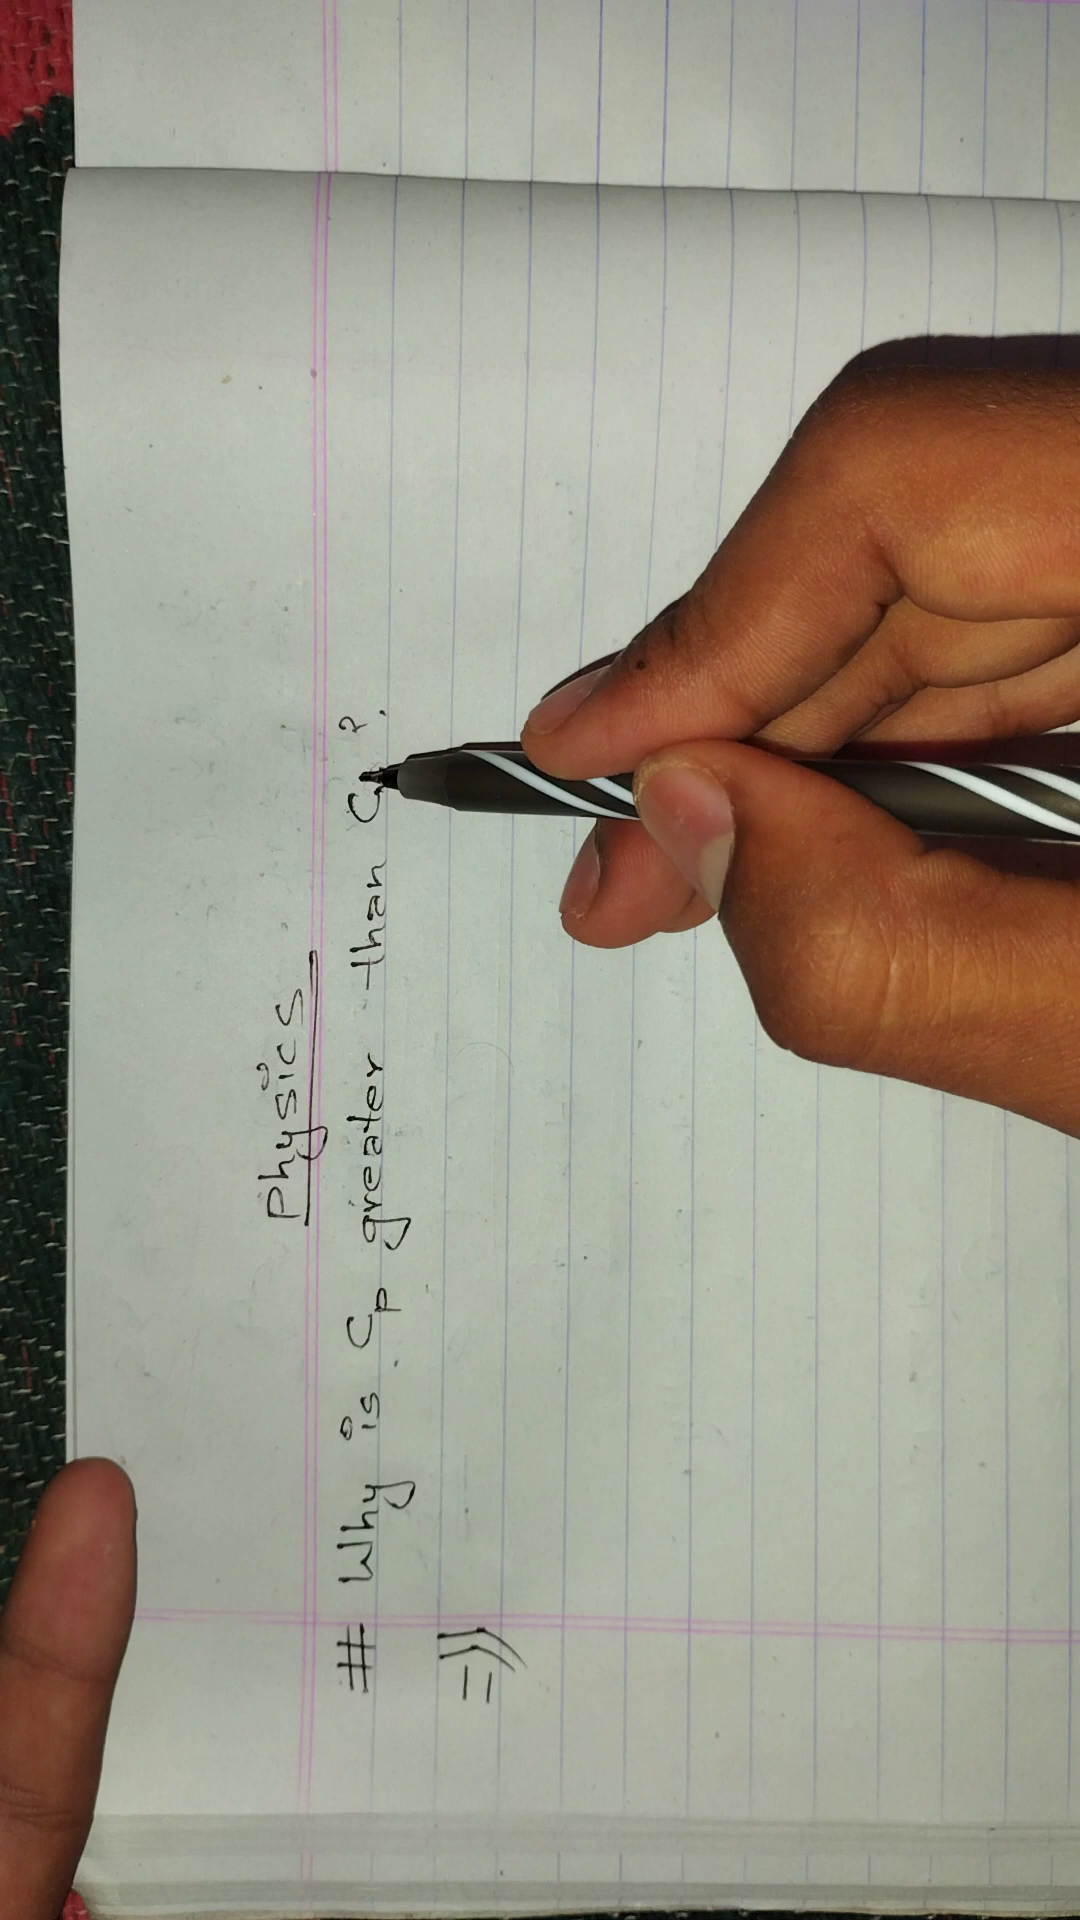 Physics
# Why is Cp greater than C ?
=))